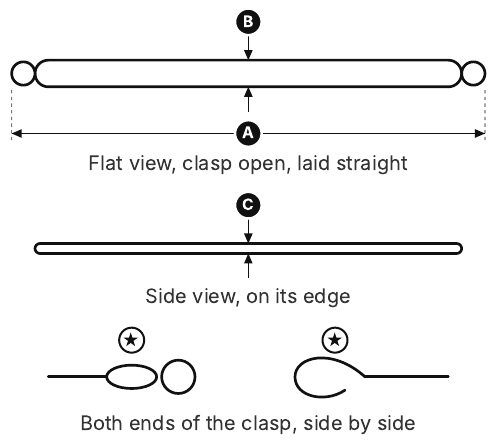 B
A
Flat view, clasp open, laid straight
C
Side view, on its edge
Both ends of the clasp, side by side